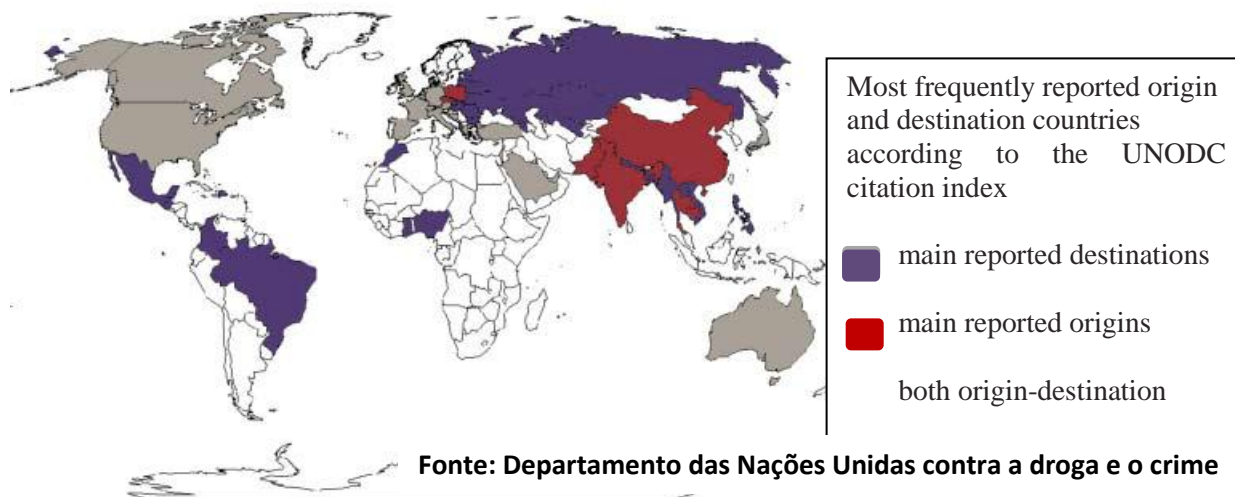 Most frequently reported origin
and destination countries
according to the UNODC
citation index
main reported destinations
main reported origins
both origin-destination
Fonte: Departamento das Nações Unidas contra a droga e o crime